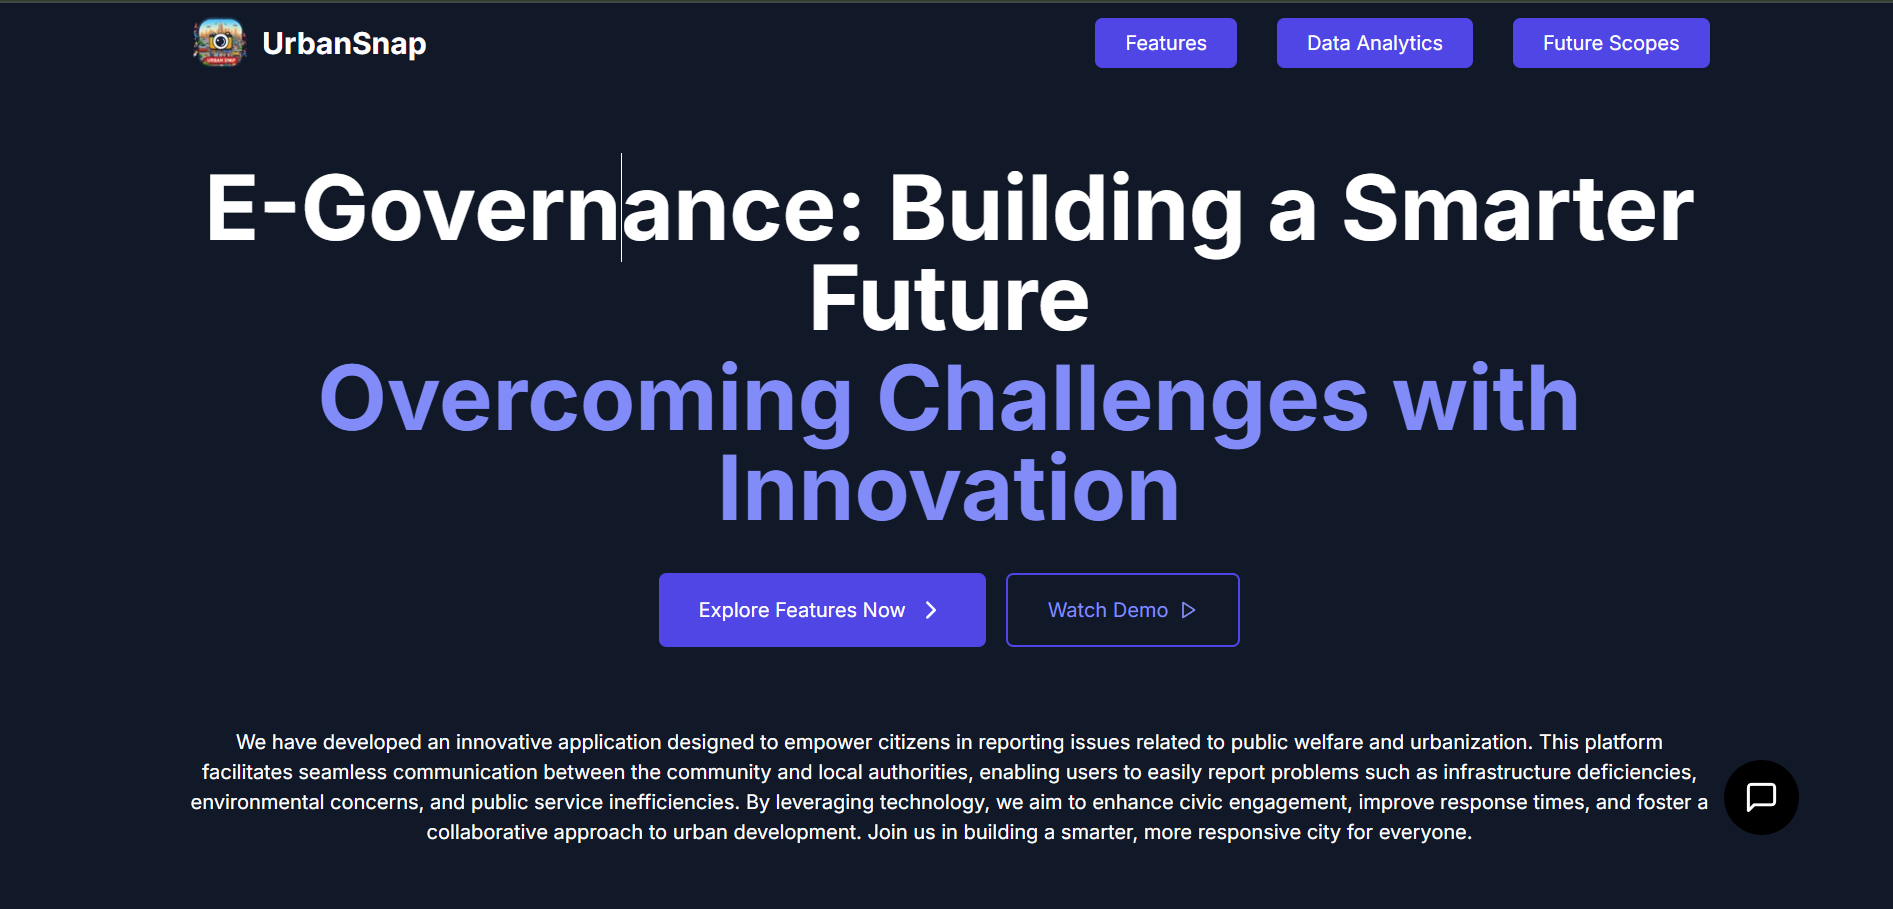 URBAN SNAP
UrbanSnap
Features
Data Analytics
Future Scopes
E-Governance: Building a Smarter
Future
Overcoming Challenges with
Innovation
Explore Features Now
Watch Demo
We have developed an innovative application designed to empower citizens in reporting issues related to public welfare and urbanization. This platform
facilitates seamless communication between the community and local authorities, enabling users to easily report problems such as infrastructure deficiencies,
environmental concerns, and public service inefficiencies. By leveraging technology, we aim to enhance civic engagement, improve response times, and foster a
collaborative approach to urban development. Join us in building a smarter, more responsive city for everyone.